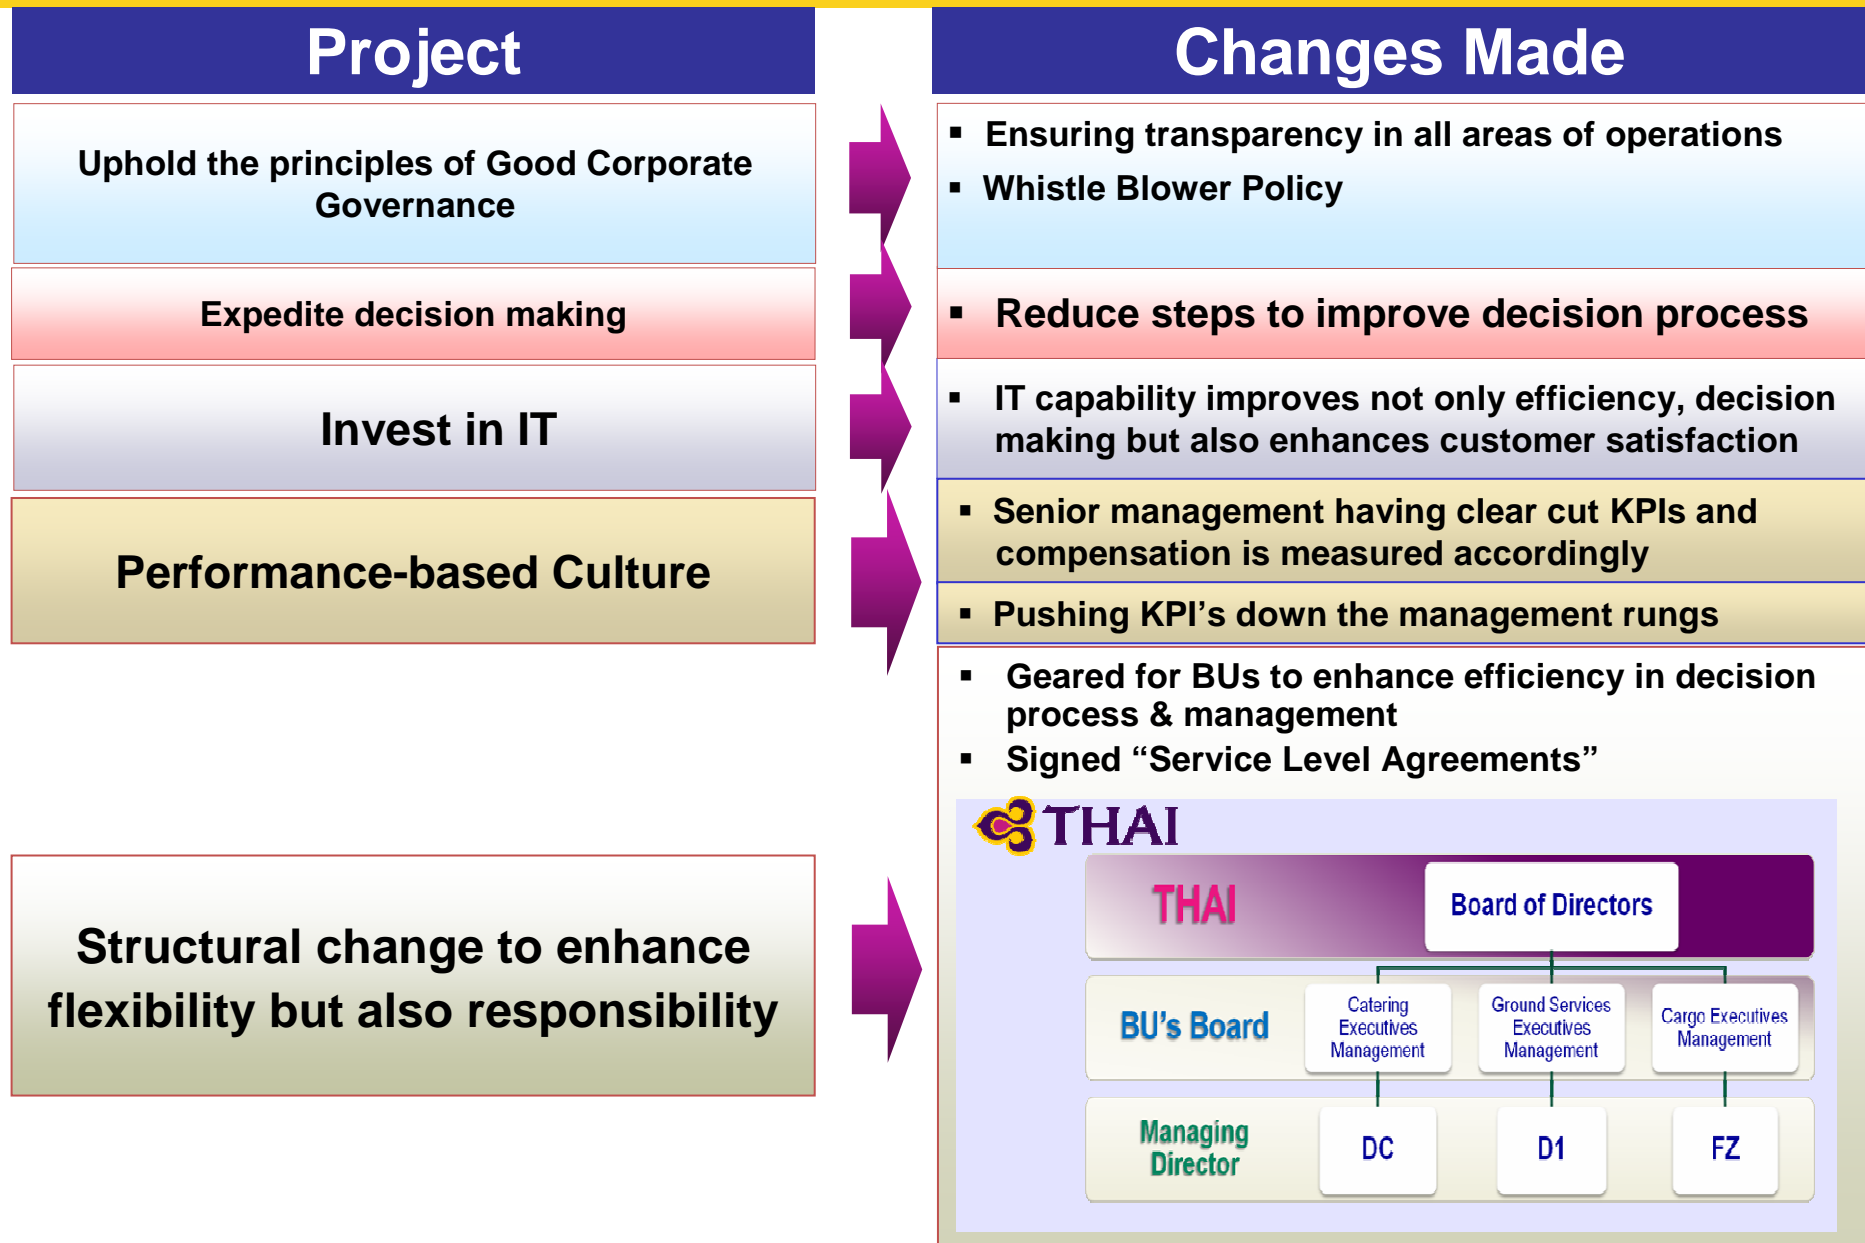 Project
Changes Made
Uphold the principles of Good Corporate
Governance
▪ Ensuring transparency in all areas of operations
▪ Whistle Blower Policy
Expedite decision making
▪ Reduce steps to improve decision process
Invest in IT
▪ IT capability improves not only efficiency, decision
making but also enhances customer satisfaction
Performance-based Culture
▪ Senior management having clear cut KPIs and
compensation is measured accordingly
▪ Pushing KPI’s down the management rungs
Structural change to enhance
flexibility but also responsibility
▪ Geared for BUs to enhance efficiency in decision
process & management
▪ Signed “Service Level Agreements”
THAI
THAI
Board of Directors
BU’s Board
Catering
Executives
Management
Ground Services
Executives
Management
Cargo Executives
Management
Managing
Director
DC
D1
FZ